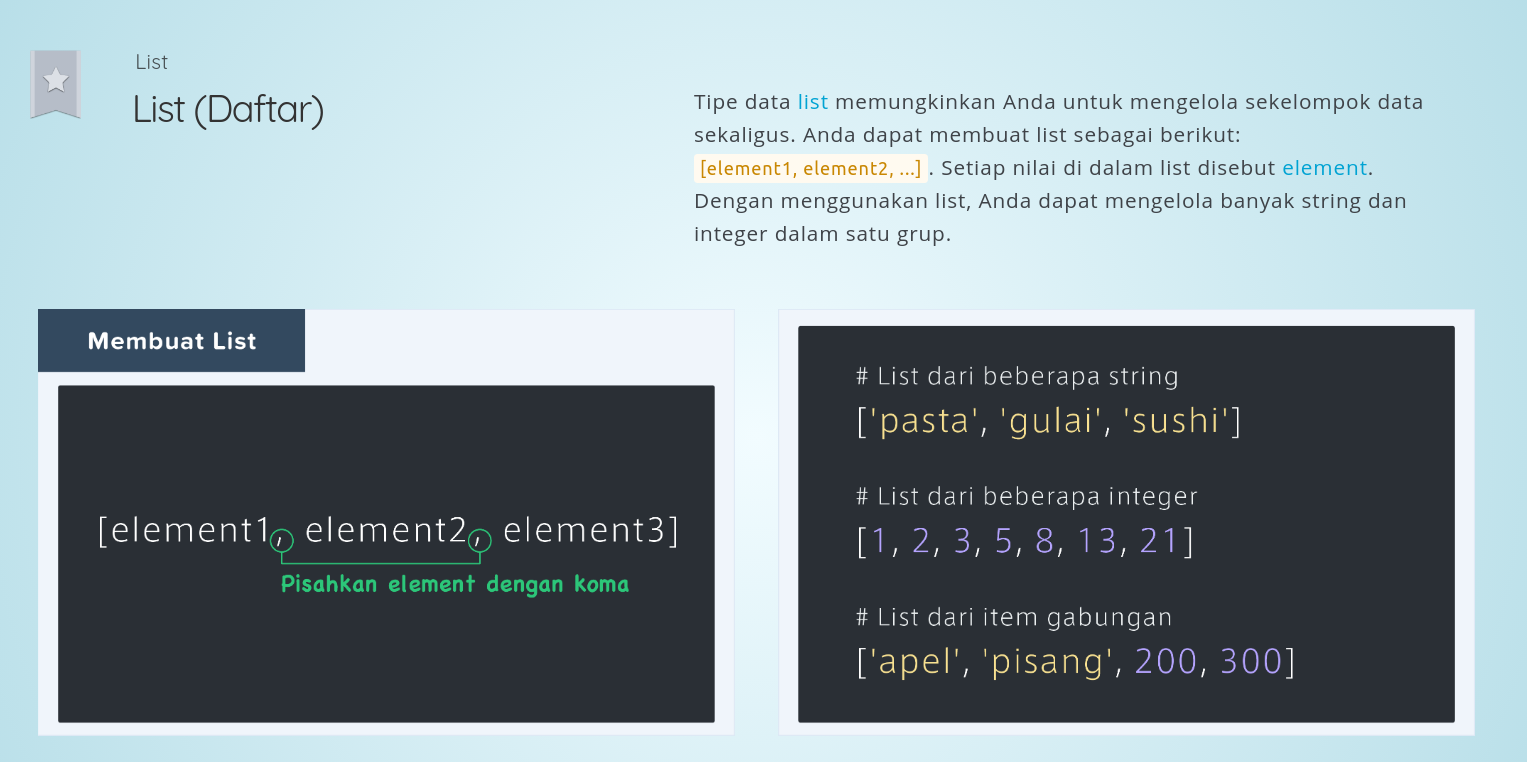 List
List (Daftar)
Tipe data list memungkinkan Anda untuk mengelola sekelompok data
sekaligus. Anda dapat membuat list sebagai berikut:
[element1, element2, ...] . Setiap nilai di dalam list disebut element.
Dengan menggunakan list, Anda dapat mengelola banyak string dan
integer dalam satu grup.
Membuat List
[element1, element2, element3]
Pisahkan element dengan koma
# List dari beberapa string
['pasta', 'gulai', 'sushi']
# List dari beberapa integer
[1, 2, 3, 5, 8, 13, 21]
# List dari item gabungan
['apel', 'pisang', 200, 300]